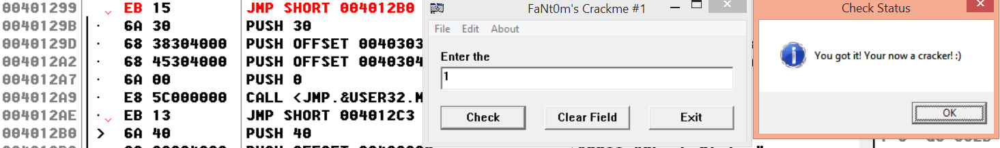 00401299 EB 15 JMP SHORT 004012B0
0040129B · 6A 30 PUSH 30
0040129D · 68 38304000 PUSH OFFSET 0040303
004012A2 · 68 45304000 PUSH OFFSET 0040304
004012A7 · 6A 00 PUSH 0
004012A9 · E8 5C000000 CALL <JMP.&USER32.M
004012AE · EB 13 JMP SHORT 004012C3
004012B0 > 6A 40 PUSH 40
FaNt0m's Crackme #1
File Edit About
Enter the
1
Check Clear Field Exit
Check Status
You got it! Your now a cracker! :)
OK